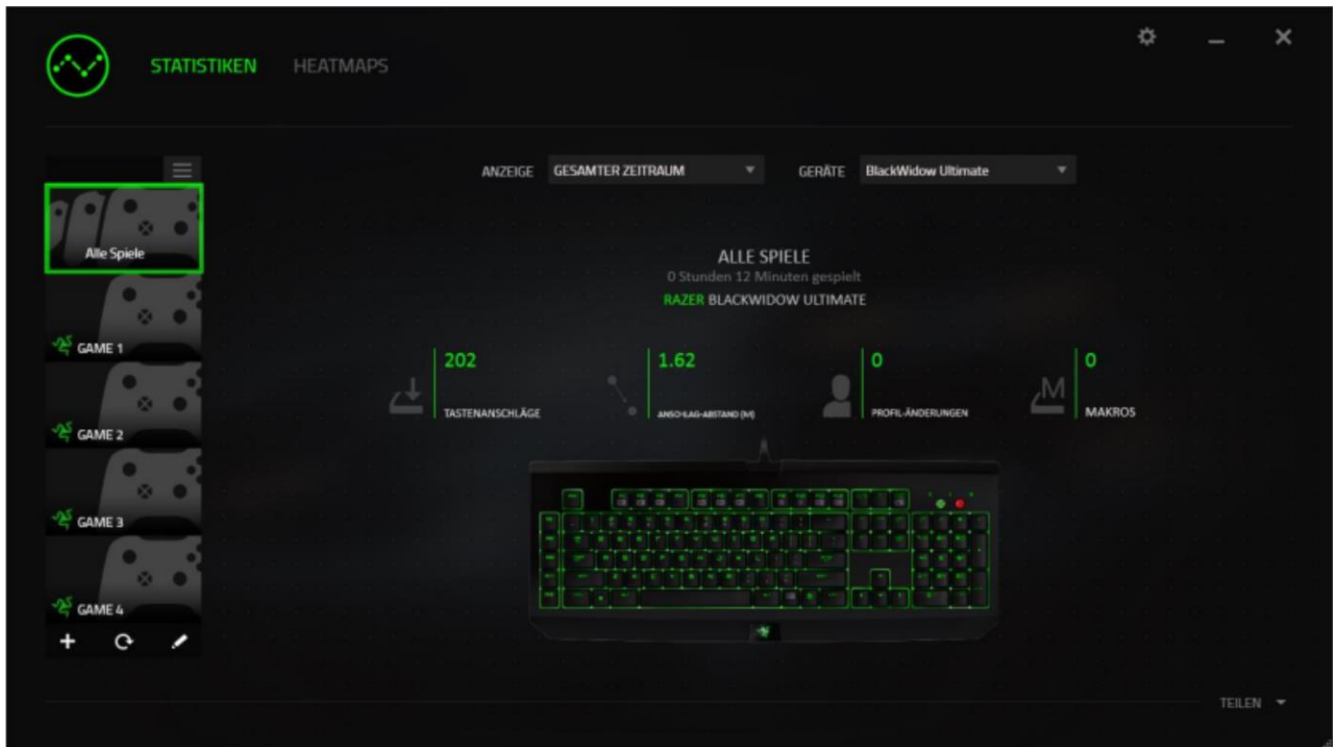 STATISTIKEN HEATMAPS
ANZEIGE GESAMTER ZEITRAUM GERÄTE BlackWidow Ultimate
Alle Spiele
GAME 1
GAME 2
GAME 3
GAME 4
ALLE SPIELE
0 Stunden 12 Minuten gespielt
RAZER BLACKWIDOW ULTIMATE
202
TASTENANSCHLÄGE
1.62
ANSCHLAG-ABSTAND (M)
0
PROFIL-ÄNDERUNGEN
M
0
MAKROS
TEILEN